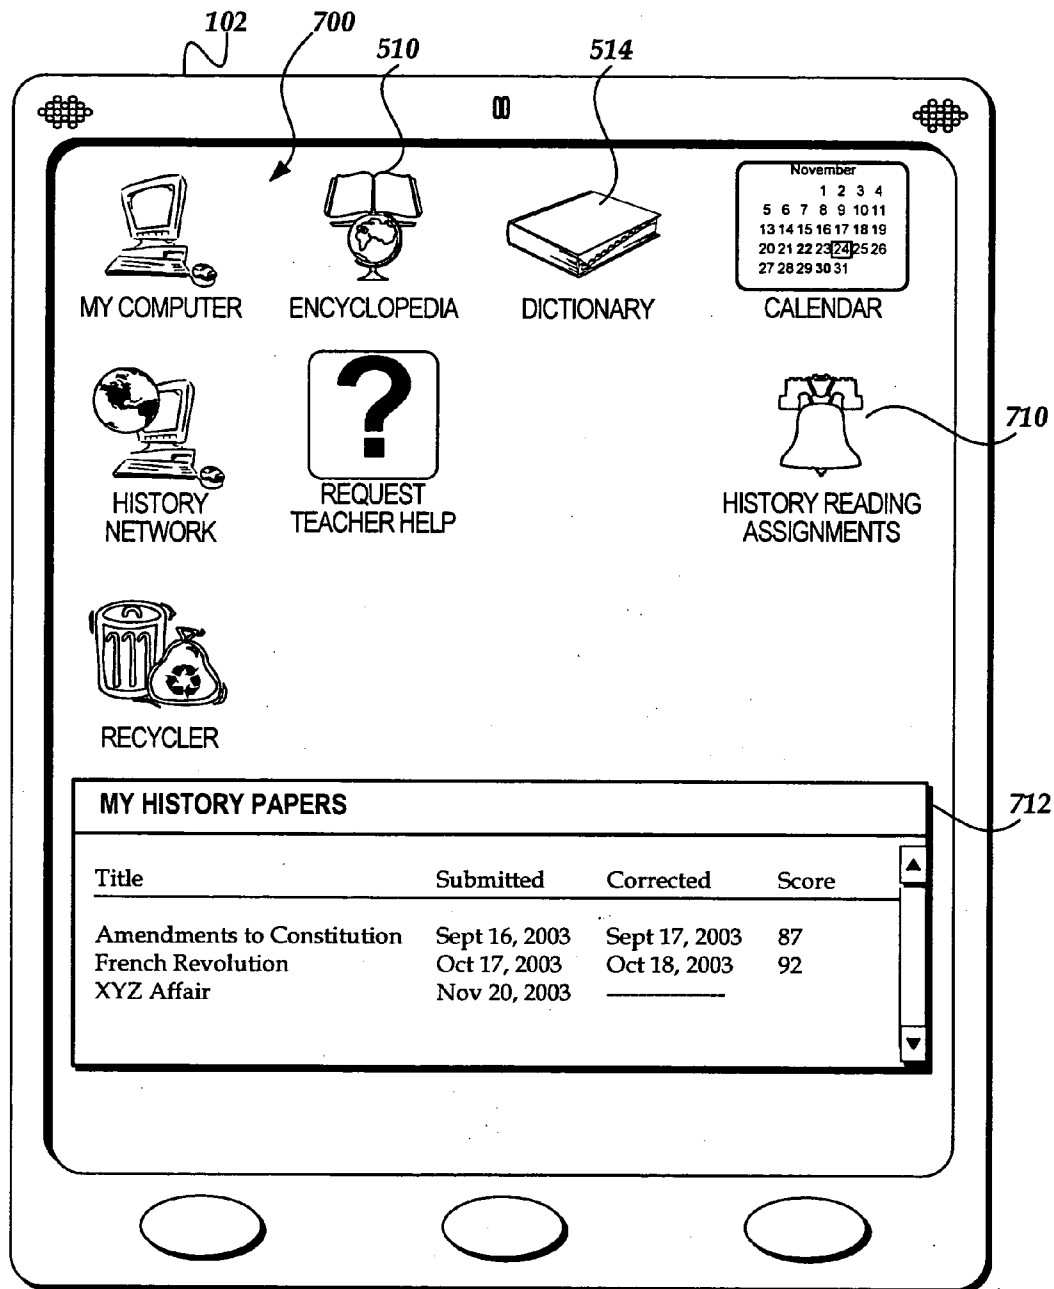 102
700
510
514
November
1 2 3 4
5 6 7 8 9 10 11
13 14 15 16 17 18 19
20 21 22 23 24 25 26
27 28 29 30 31
MY COMPUTER
ENCYCLOPEDIA
DICTIONARY
CALENDAR
?
710
HISTORY
NETWORK
REQUEST
TEACHER HELP
HISTORY READING
ASSIGNMENTS
RECYCLER
MY HISTORY PAPERS
712
Title Submitted Corrected Score
Amendments to Constitution Sept 16, 2003 Sept 17, 2003 87
French Revolution Oct 17, 2003 Oct 18, 2003 92
XYZ Affair Nov 20, 2003 ----------------